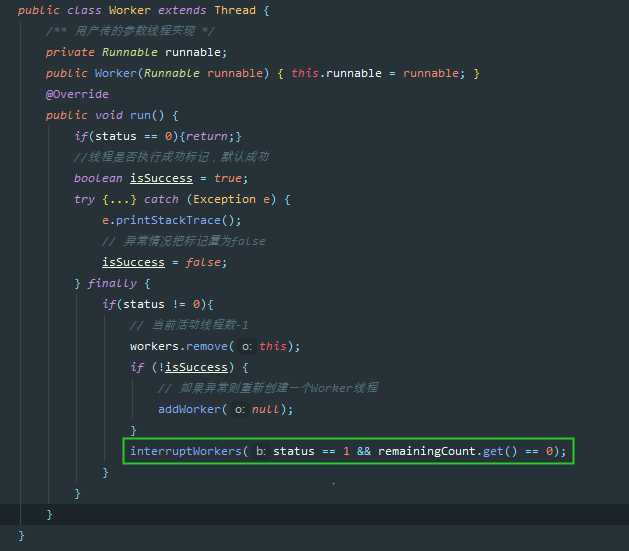 public class Worker extends Thread {
/** 用户传的参数线程实现 */
private Runnable runnable;
public Worker(Runnable runnable) { this.runnable = runnable; }
@Override
public void run() {
if(status == 0){return;}
//线程是否执行成功标记，默认成功
boolean isSuccess = true;
try {...} catch (Exception e) {
e.printStackTrace();
// 异常情况把标记置为false
isSuccess = false;
} finally {
if(status != 0){
// 当前活动线程数-1
workers.remove( o: this);
if (!isSuccess) {
// 如果异常则重新创建一个Worker线程
addWorker( o: null);
}
interruptWorkers( b: status == 1 && remainingCount.get() == 0);
}
}
}
}